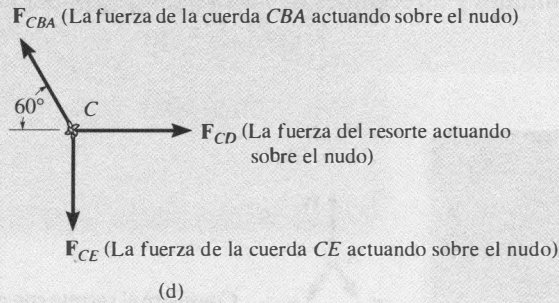 F_CBA (La fuerza de la cuerda CBA actuando sobre el nudo)
60°
C
F_CD (La fuerza del resorte actuando
sobre el nudo)
F_CE (La fuerza de la cuerda CE actuando sobre el nudo)
(d)